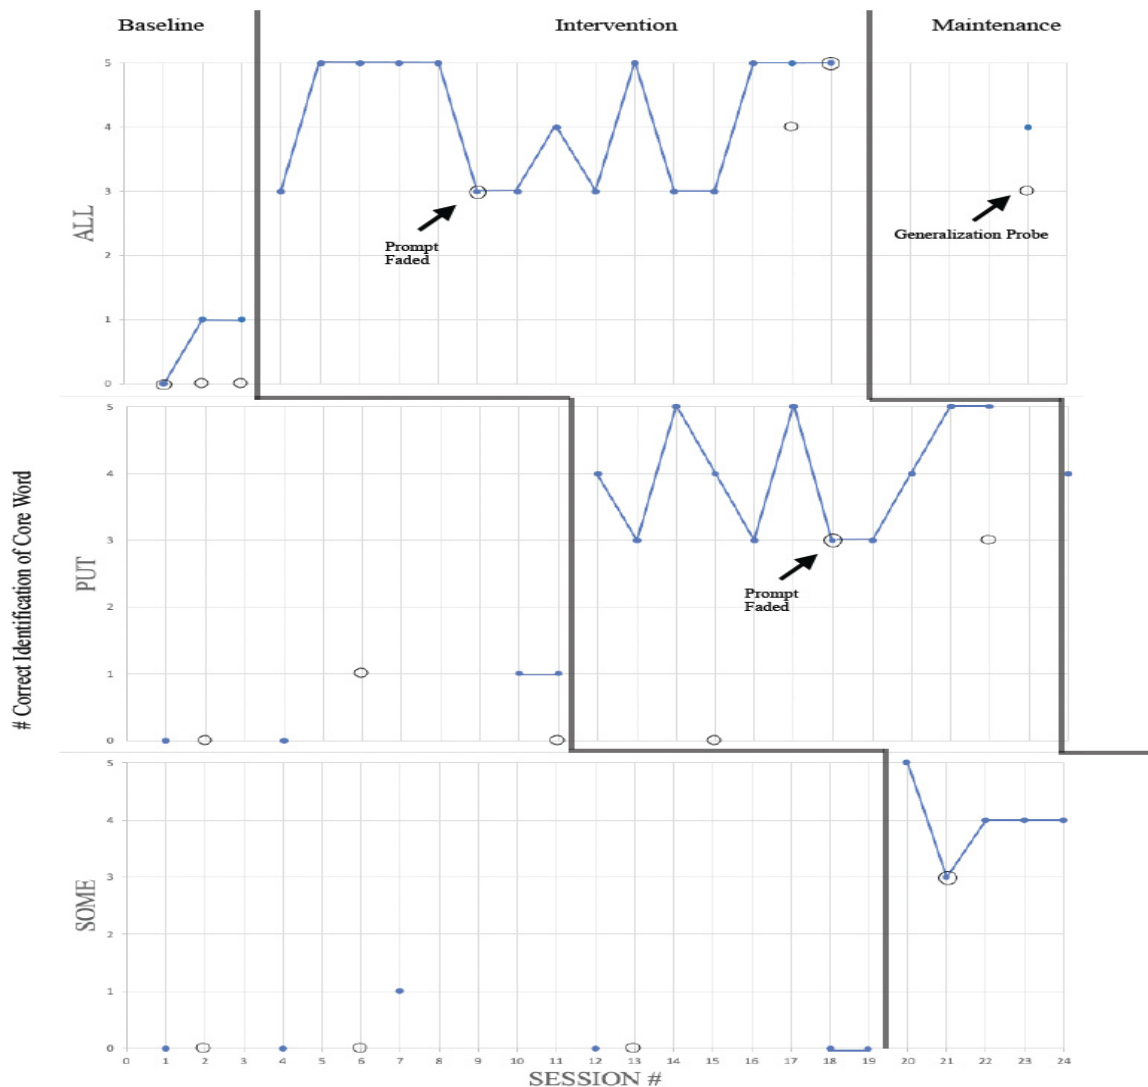 Baseline Intervention Maintenance
5
4
3
2
1
0
ALL
Prompt
Faded
Generalization Probe
# Correct Identification of Core Word
5
4
3
2
1
0
PUT
Prompt
Faded
5
4
3
2
1
0
SOME
0 1 2 3 4 5 6 7 8 9 10 11 12 13 14 15 16 17 18 19 20 21 22 23 24
SESSION #